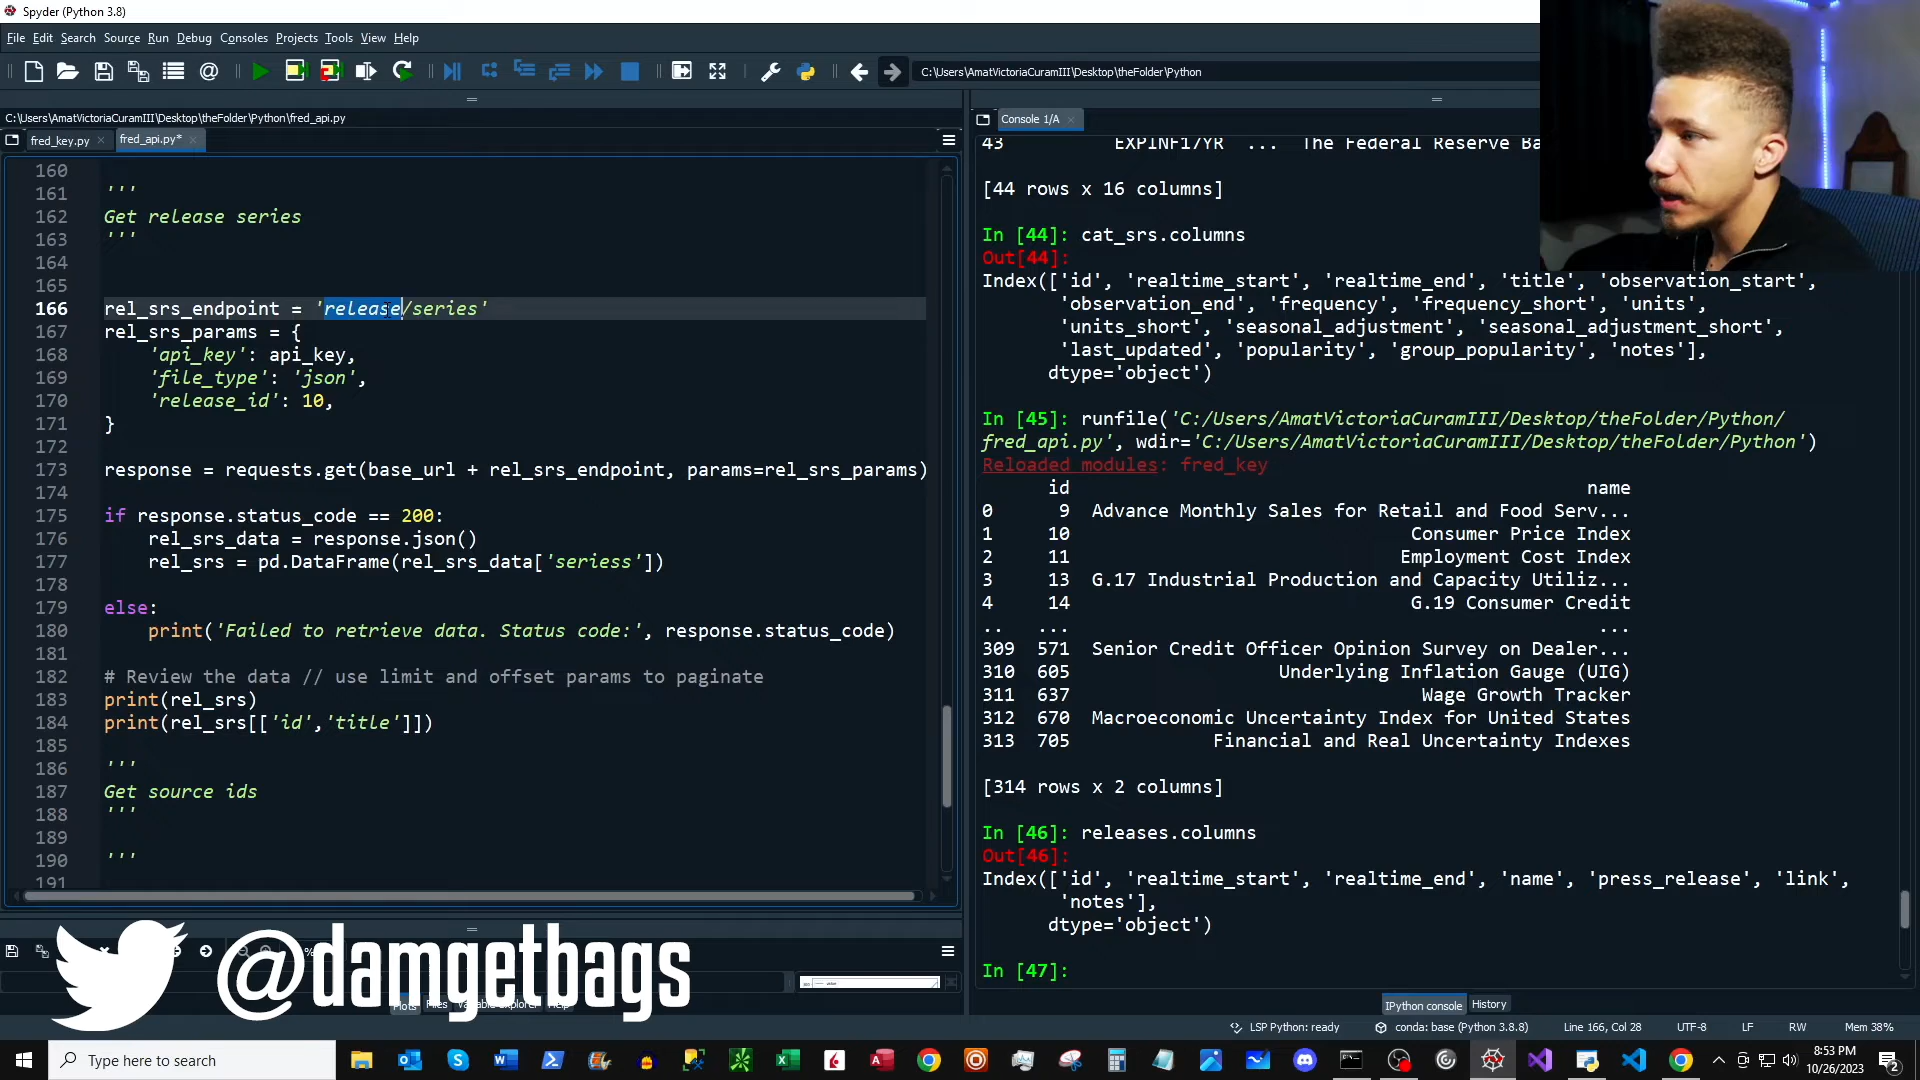 Spyder (Python 3.8)
File Edit Search Source Run Debug Consoles Projects Tools View Help
C:\Users\AmatVictoriaCuramIII\Desktop\theFolder\Python
C:\Users\AmatVictoriaCuramIII\Desktop\theFolder\Python\fred_api.py
fred_key.py
fred_api.py*
160
161 '''
162 Get release series
163 '''
164
165
166 rel_srs_endpoint = 'release/series'
167 rel_srs_params = {
168 'api_key': api_key,
169 'file_type': 'json',
170 'release_id': 10,
171 }
172
173 response = requests.get(base_url + rel_srs_endpoint, params=rel_srs_params)
174
175 if response.status_code == 200:
176 rel_srs_data = response.json()
177 rel_srs = pd.DataFrame(rel_srs_data['seriess'])
178
179 else:
180 print('Failed to retrieve data. Status code:', response.status_code)
181
182 # Review the data // use limit and offset params to paginate
183 print(rel_srs)
184 print(rel_srs[['id','title']])
185
186 '''
187 Get source ids
188 '''
189
190 '''
191
Console 1/A
43 EXPINF17YR ... The Federal Reserve Ba
[44 rows x 16 columns]
In [44]: cat_srs.columns
Out[44]:
Index(['id', 'realtime_start', 'realtime_end', 'title', 'observation_start',
'observation_end', 'frequency', 'frequency_short', 'units',
'units_short', 'seasonal_adjustment', 'seasonal_adjustment_short',
'last_updated', 'popularity', 'group_popularity', 'notes'],
dtype='object')
In [45]: runfile('C:/Users/AmatVictoriaCuramIII/Desktop/theFolder/Python/
fred_api.py', wdir='C:/Users/AmatVictoriaCuramIII/Desktop/theFolder/Python')
Reloaded modules: fred_key
id name
0 9 Advance Monthly Sales for Retail and Food Serv...
1 10 Consumer Price Index
2 11 Employment Cost Index
3 13 G.17 Industrial Production and Capacity Utiliz...
4 14 G.19 Consumer Credit
.. ... ...
309 571 Senior Credit Officer Opinion Survey on Dealer...
310 605 Underlying Inflation Gauge (UIG)
311 637 Wage Growth Tracker
312 670 Macroeconomic Uncertainty Index for United States
313 705 Financial and Real Uncertainty Indexes
[314 rows x 2 columns]
In [46]: releases.columns
Out[46]:
Index(['id', 'realtime_start', 'realtime_end', 'name', 'press_release', 'link',
'notes'],
dtype='object')
In [47]:
@damgetbags
Plots Files Variable Explorer Help
IPython console History
LSP Python: ready conda: base (Python 3.8.8) Line 166, Col 28 UTF-8 LF RW Mem 38%
Type here to search
8:53 PM
10/26/2023
2